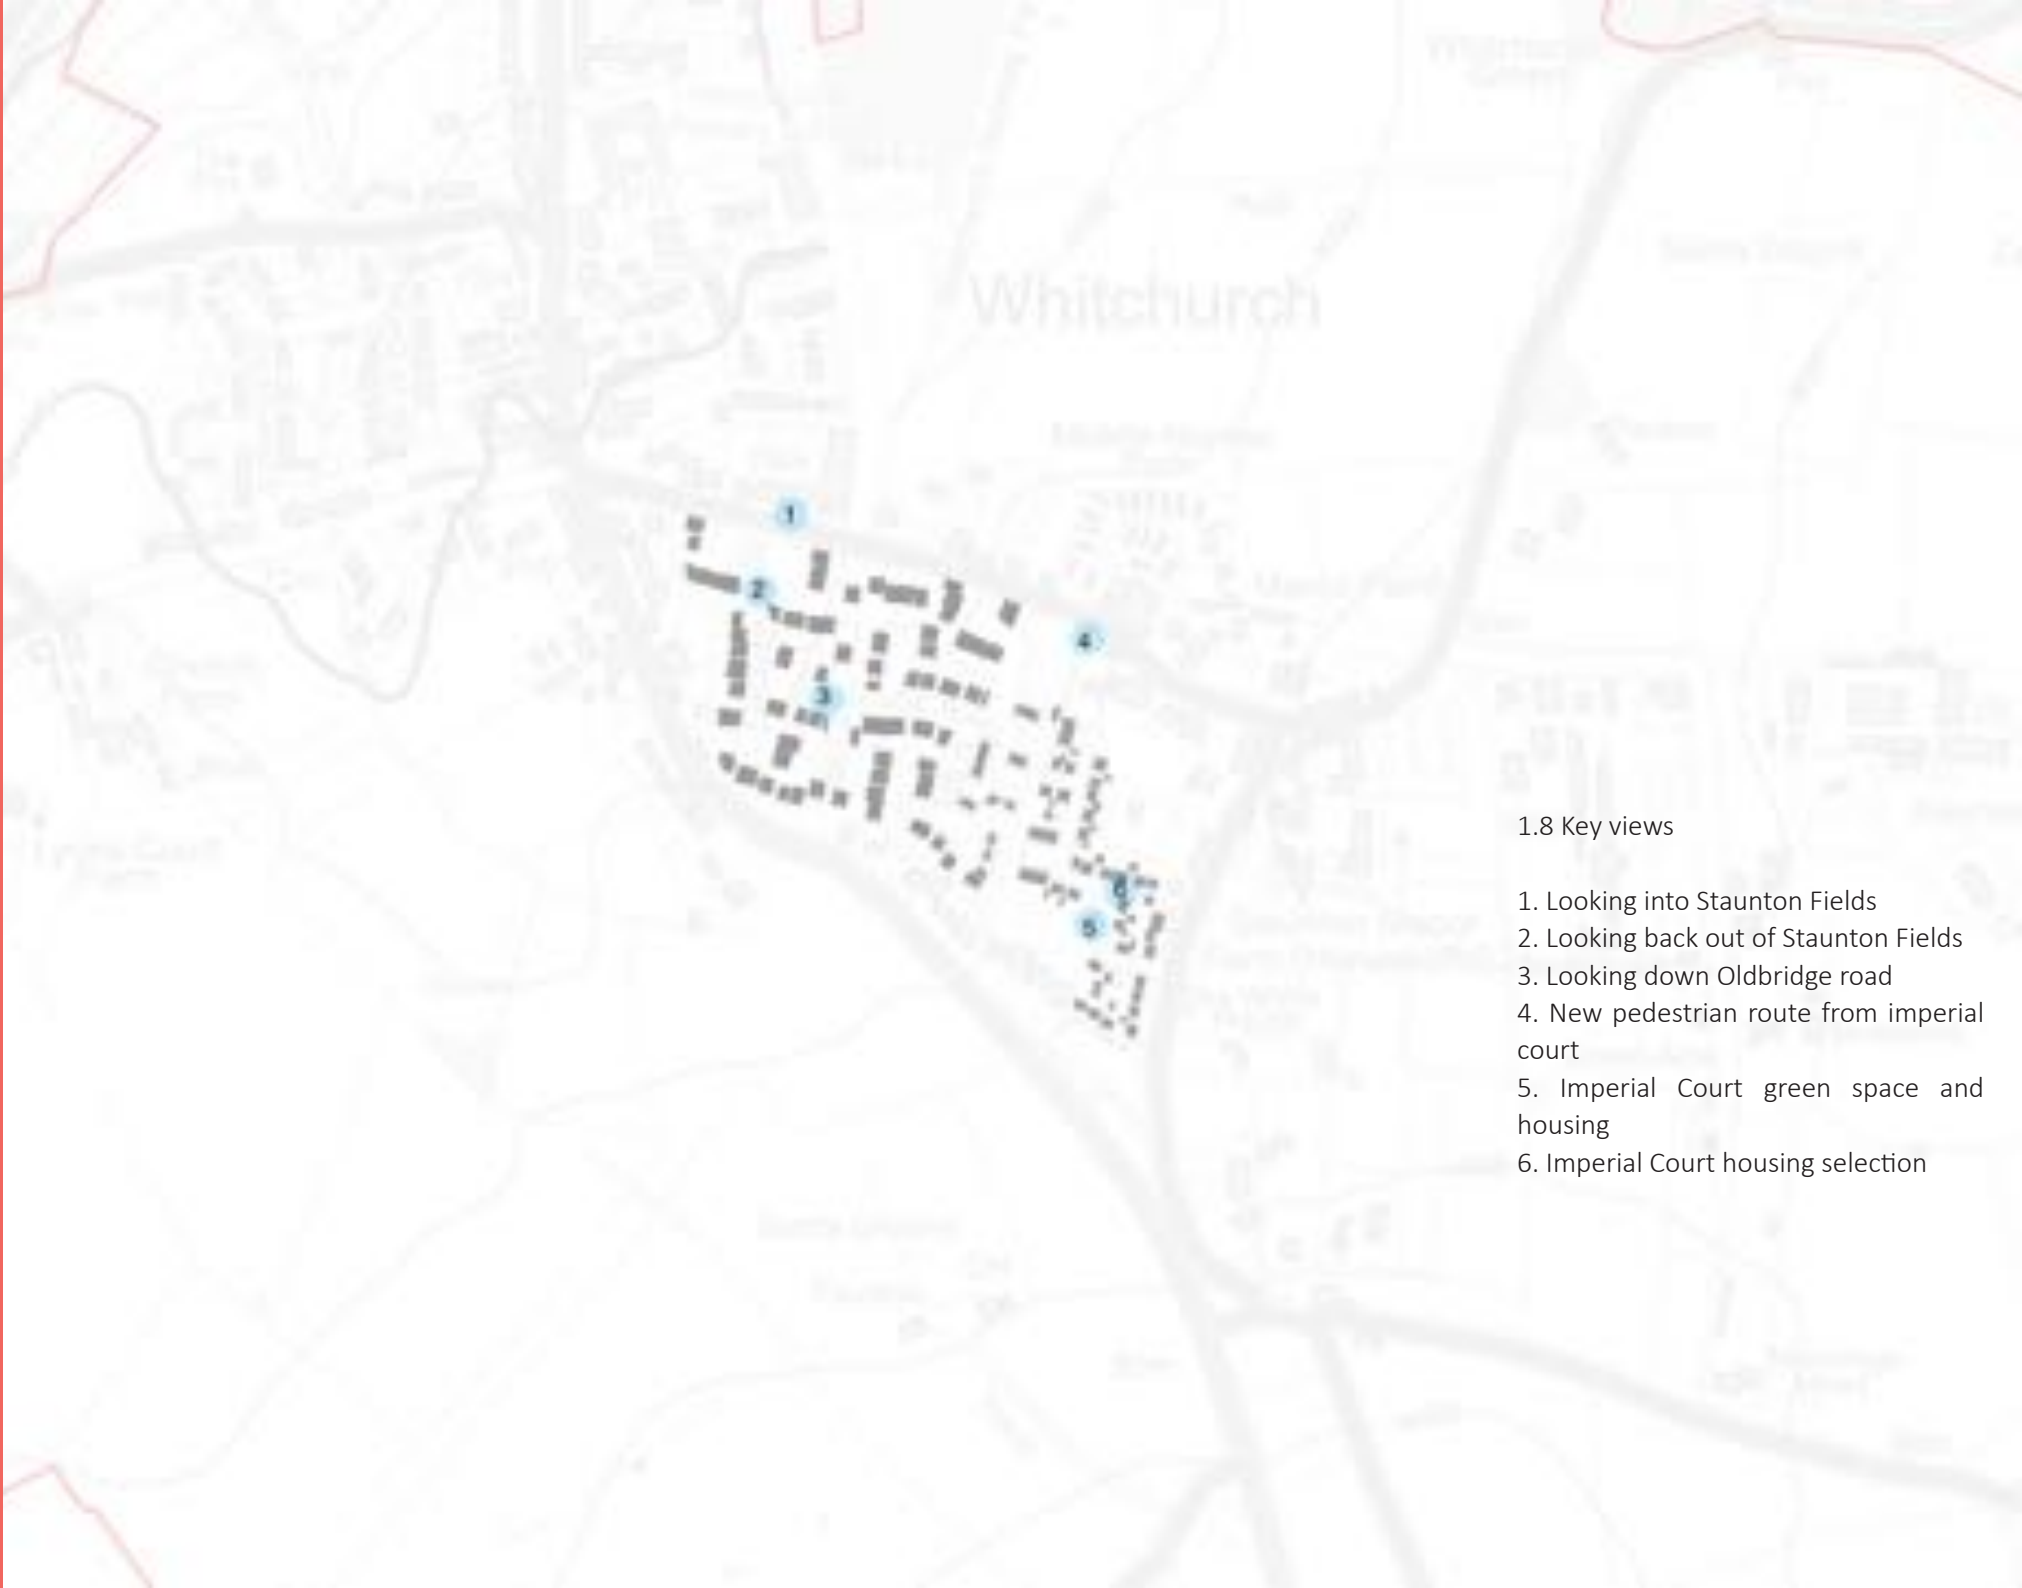 Whitchurch
1
2
4
3
6
5
1.8 Key views
1. Looking into Staunton Fields
2. Looking back out of Staunton Fields
3. Looking down Oldbridge road
4. New pedestrian route from imperial
court
5. Imperial Court green space and
housing
6. Imperial Court housing selection